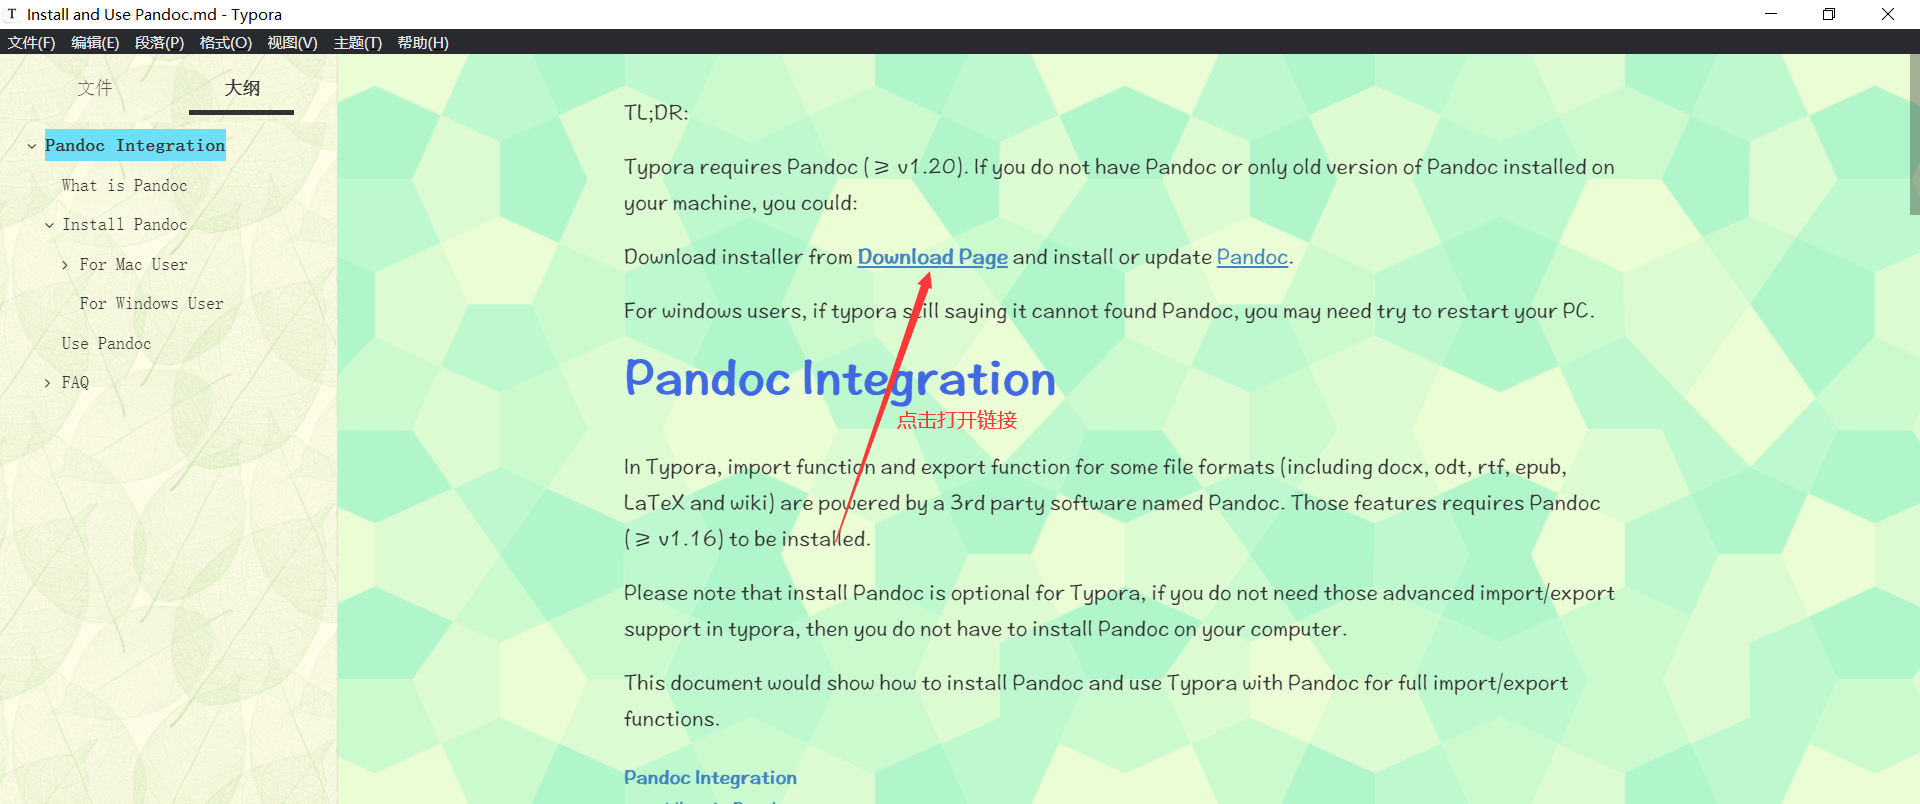 Install and Use Pandoc.md - Typora
文件(F) 编辑(E) 段落(P) 格式(O) 视图(V) 主题(T) 帮助(H)
文件 大纲
Pandoc Integration
What is Pandoc
Install Pandoc
For Mac User
For Windows User
Use Pandoc
FAQ
TL;DR:
Typora requires Pandoc (≥ v1.20). If you do not have Pandoc or only old version of Pandoc installed on
your machine, you could:
Download installer from Download Page and install or update Pandoc.
For windows users, if typora still saying it cannot found Pandoc, you may need try to restart your PC.
Pandoc Integration
点击打开链接
In Typora, import function and export function for some file formats (including docx, odt, rtf, epub,
LaTeX and wiki) are powered by a 3rd party software named Pandoc. Those features requires Pandoc
(≥ v1.16) to be installed.
Please note that install Pandoc is optional for Typora, if you do not need those advanced import/export
support in typora, then you do not have to install Pandoc on your computer.
This document would show how to install Pandoc and use Typora with Pandoc for full import/export
functions.
Pandoc Integration